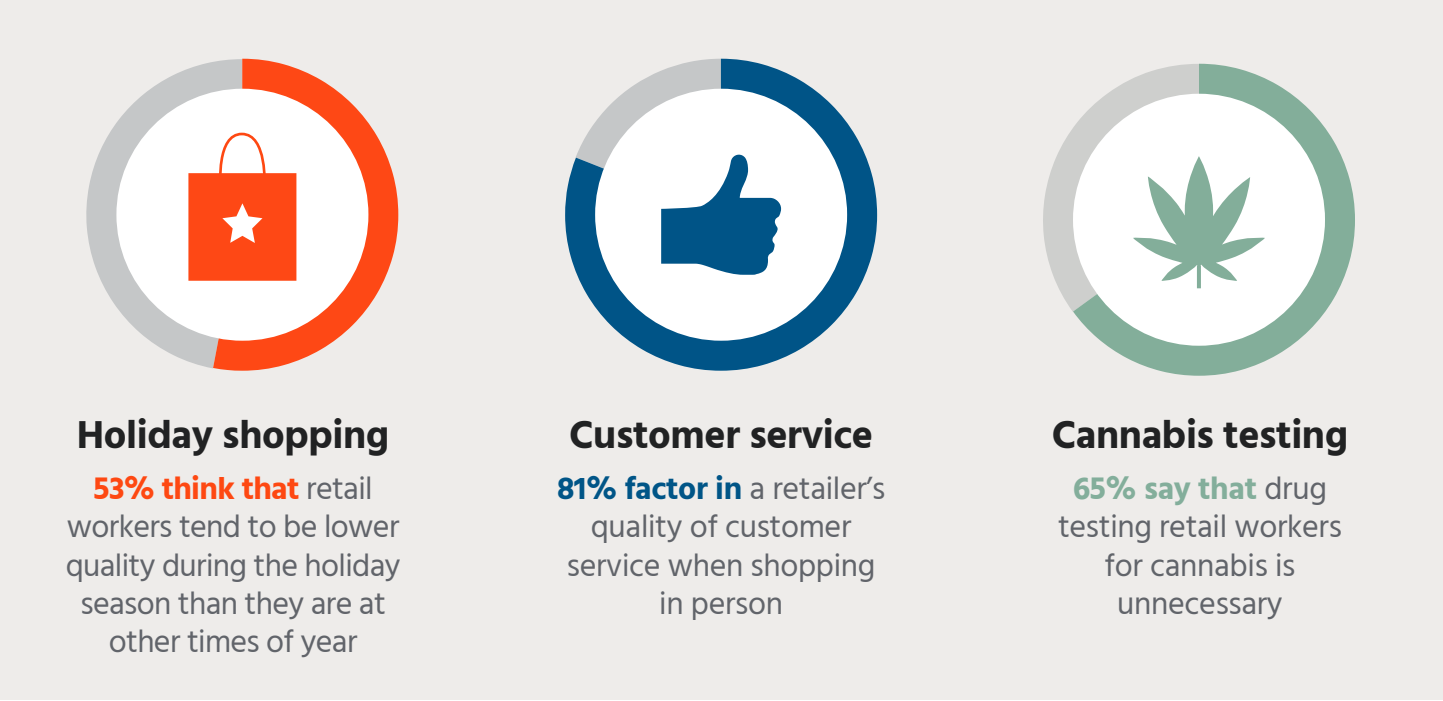 Holiday shopping
53% think that retail
workers tend to be lower
quality during the holiday
season than they are at
other times of year
Customer service
81% factor in a retailer’s
quality of customer
service when shopping
in person
Cannabis testing
65% say that drug
testing retail workers
for cannabis is
unnecessary